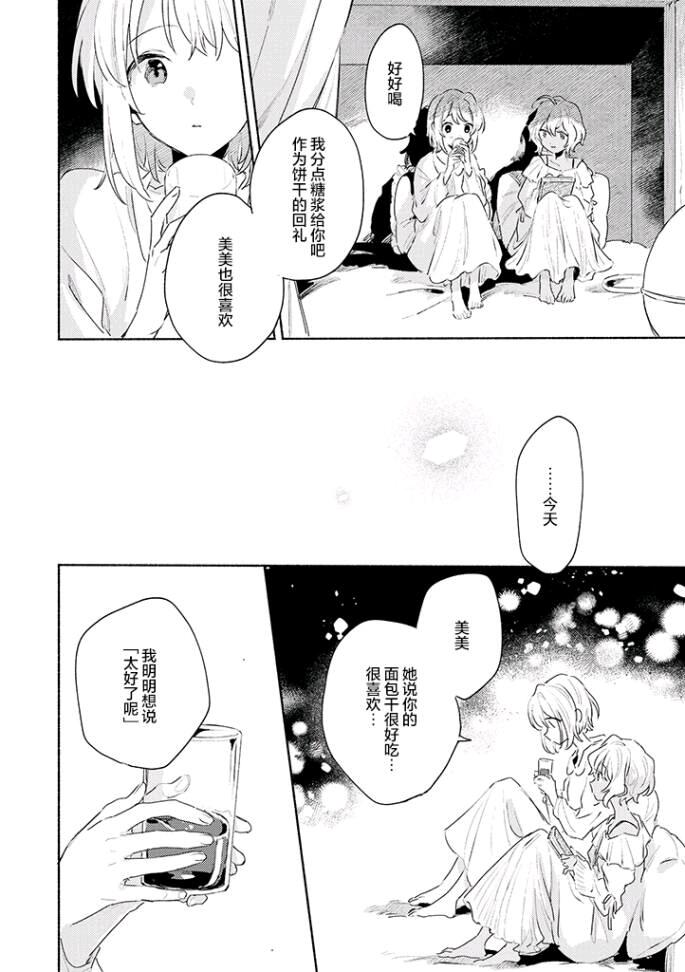 好好喝
我分点糖浆给你吧
作为饼干的回礼
美美也很喜欢
……今天
美美
她说你的
面包干很好吃…
很喜欢…
我明明想说
「太好了呢」